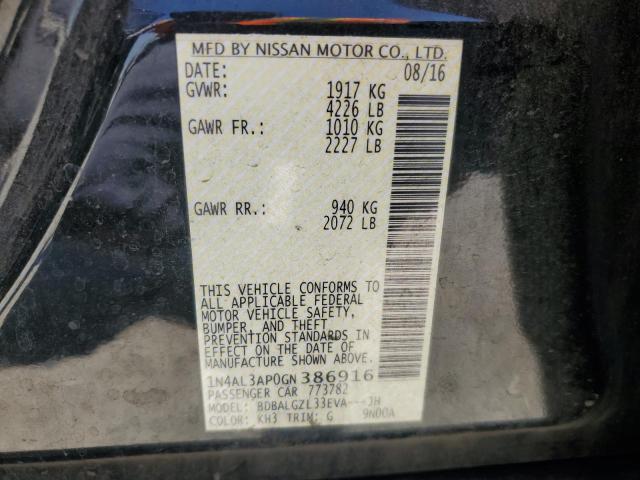 MFD BY NISSAN MOTOR CO., LTD.
DATE: 08/16
GVWR: 1917 KG
4226 LB
GAWR FR.: 1010 KG
2227 LB
GAWR RR.: 940 KG
2072 LB
THIS VEHICLE CONFORMS TO
ALL APPLICABLE FEDERAL
MOTOR VEHICLE SAFETY,
BUMPER, AND THEFT
PREVENTION STANDARDS IN
EFFECT ON THE DATE OF
MANUFACTURE SHOWN ABOVE.
1N4AL3AP0GN386916
PASSENGER CAR 773782
MODEL: BDBALGZL33EVA---JH
COLOR: KH3 TRIM: G 9N00A